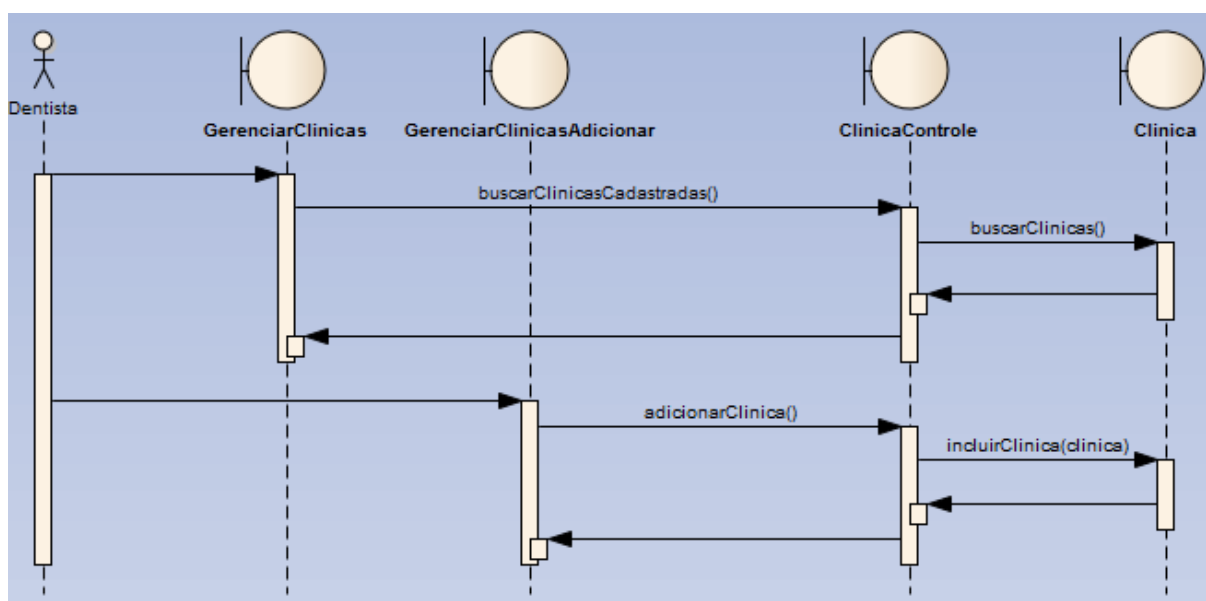 Dentista
GerenciarClinicas
GerenciarClinicasAdicionar
ClinicaControle
Clinica
buscarClinicasCadastradas()
buscarClinicas()
adicionarClinica()
incluirClinica(clinica)